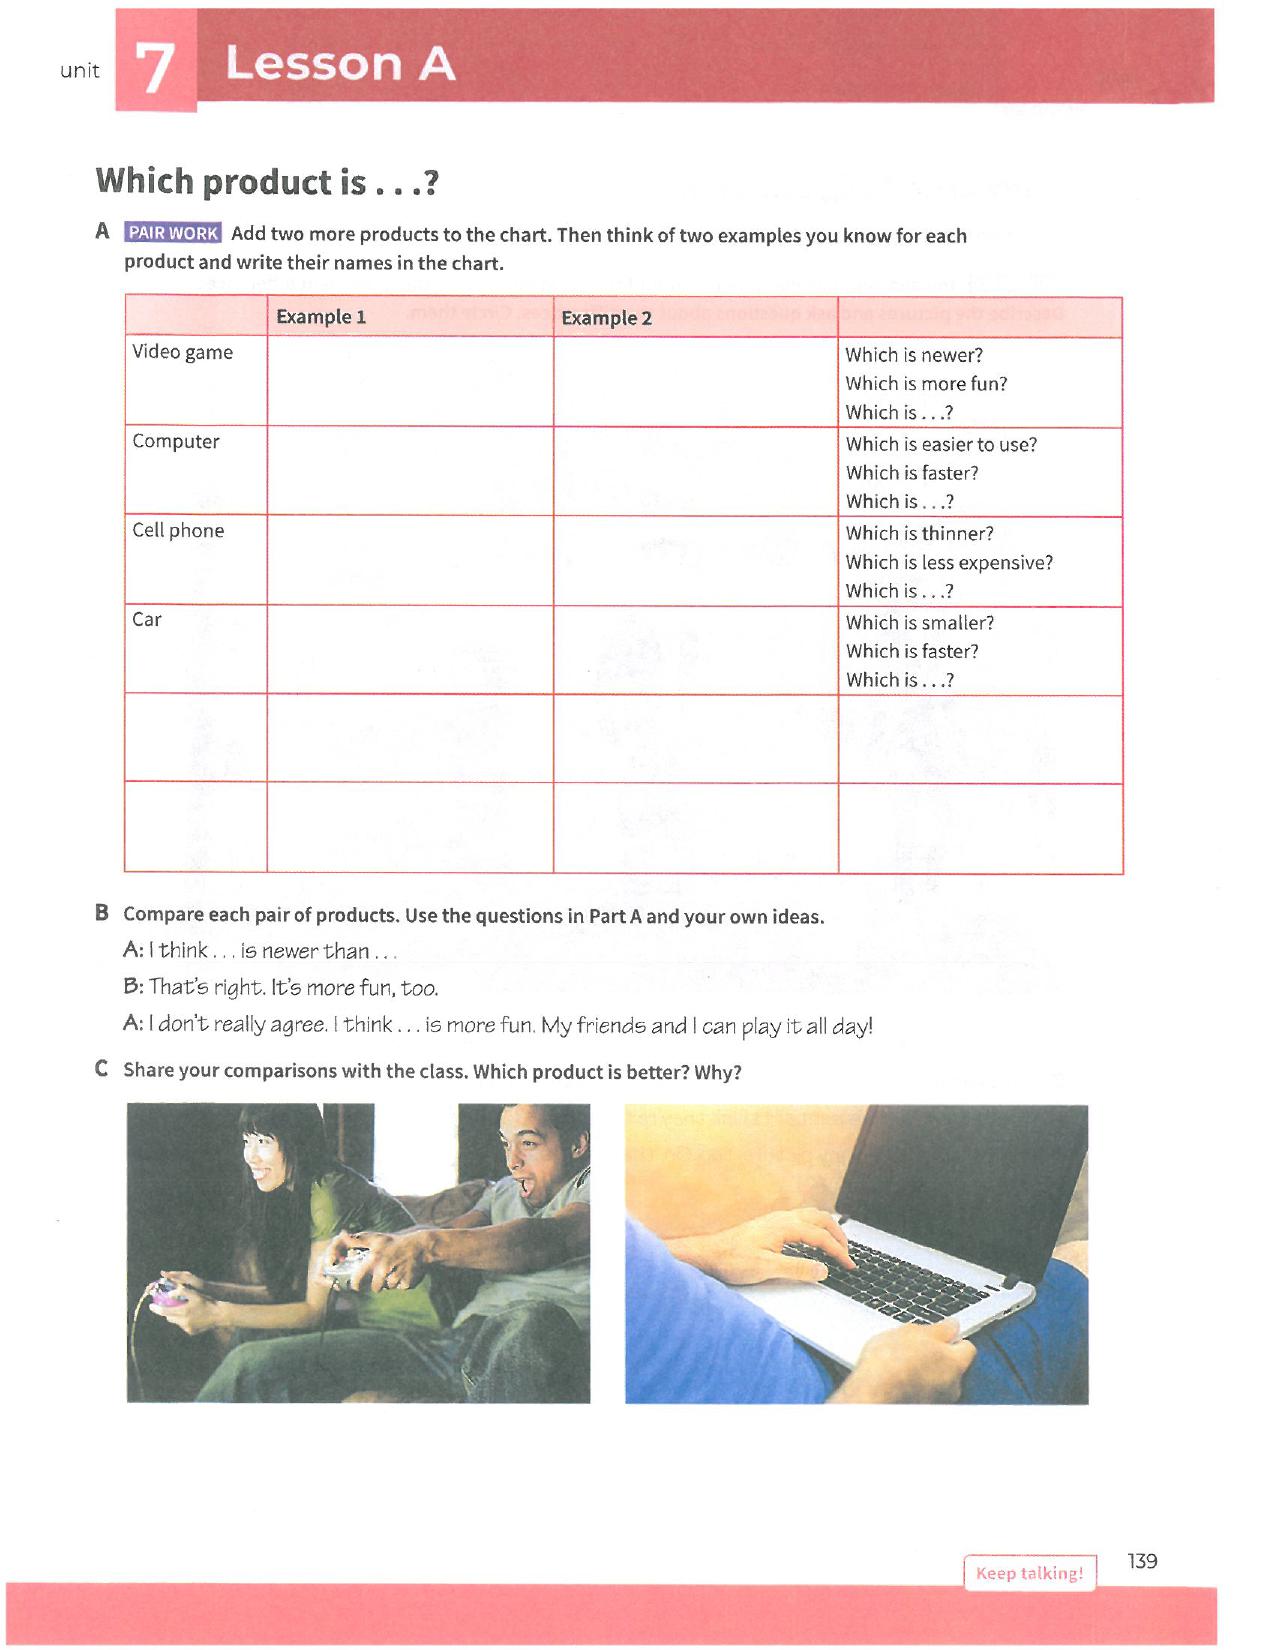 unit 7 Lesson A
Which product is . . .?
A PAIR WORK Add two more products to the chart. Then think of two examples you know for each
product and write their names in the chart.
Example 1 Example 2
Video game
Which is newer?
Which is more fun?
Which is . . .?
Computer
Which is easier to use?
Which is faster?
Which is . . .?
Cell phone
Which is thinner?
Which is less expensive?
Which is . . .?
Car
Which is smaller?
Which is faster?
Which is . . .?
B Compare each pair of products. Use the questions in Part A and your own ideas.
A: I think . . . is newer than . . .
B: That's right. It's more fun, too.
A: I don't really agree. I think . . . is more fun. My friends and I can play it all day!
C Share your comparisons with the class. Which product is better? Why?
Keep talking! 139